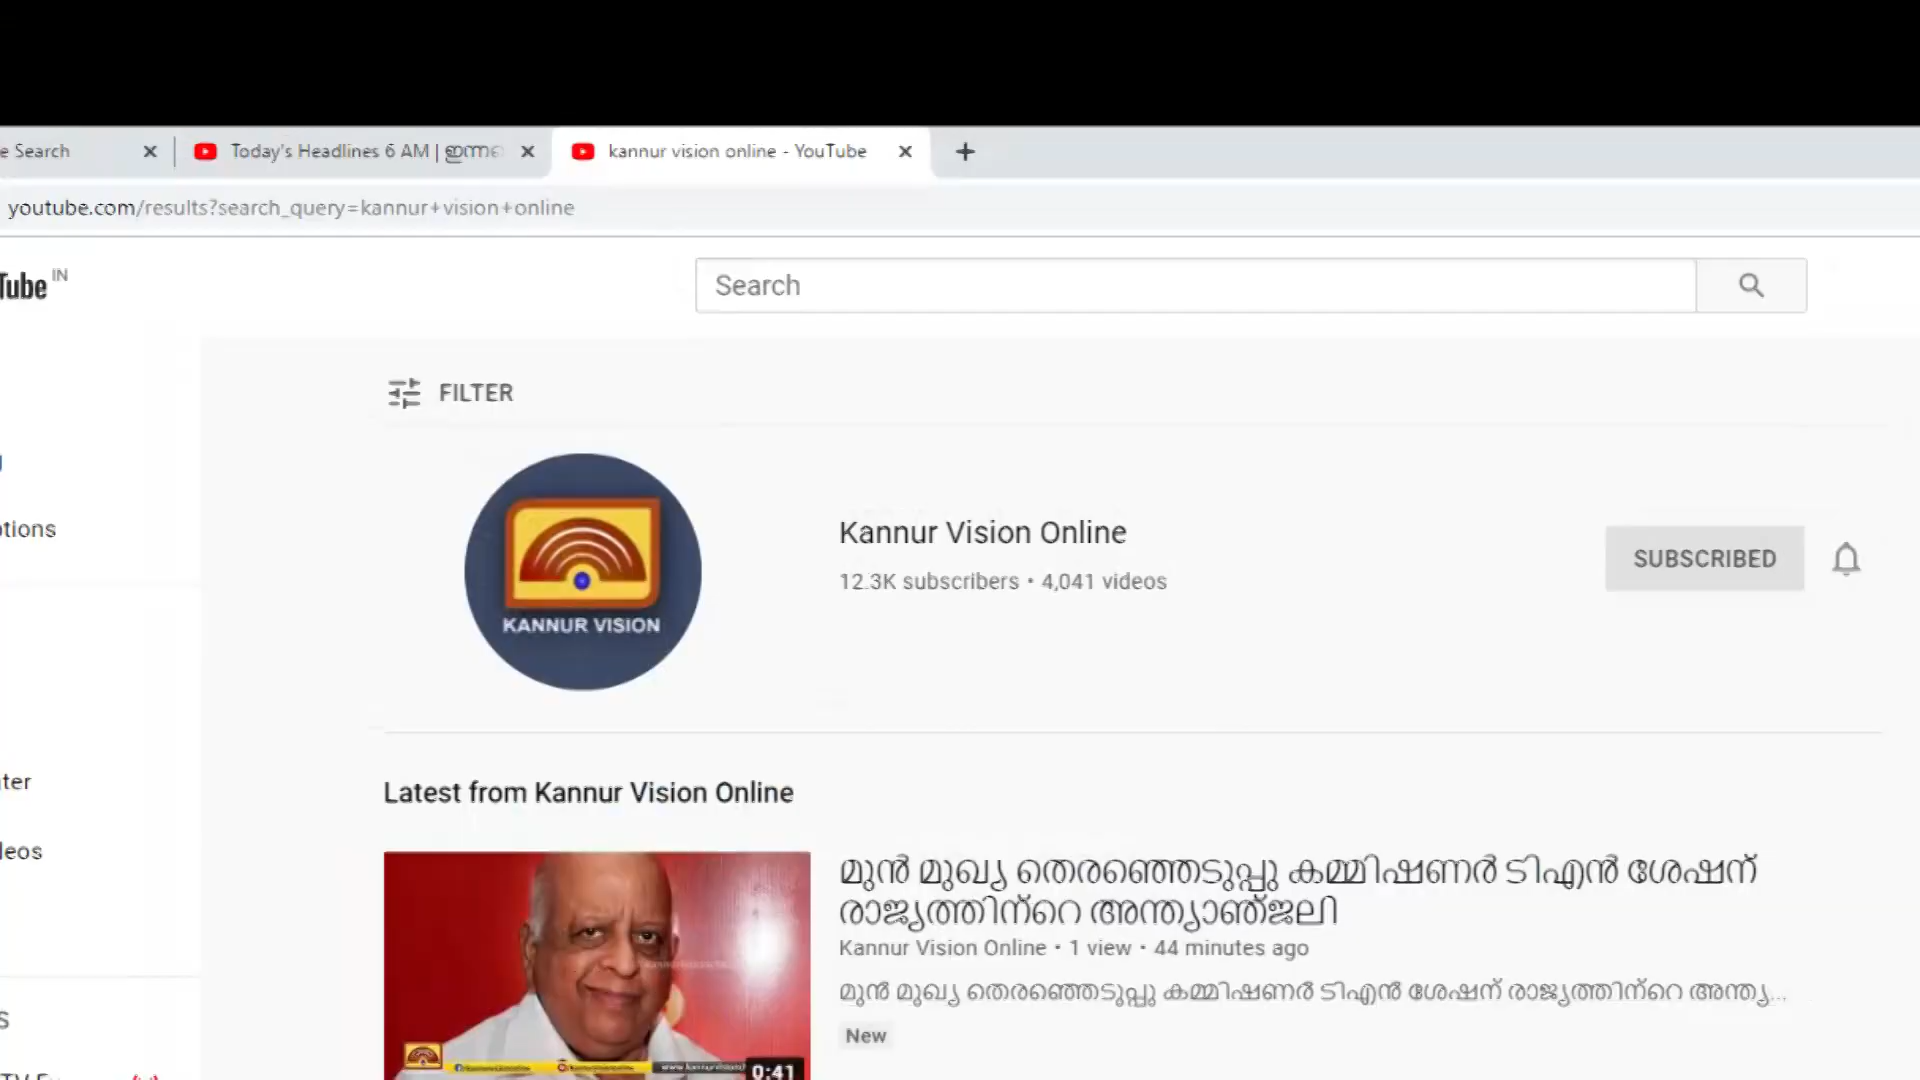 e Search
Today's Headlines 6 AM | ഇന്നത
kannur vision online - YouTube
youtube.com/results?search_query=kannur+vision+online
Tube IN
Search
FILTER
KANNUR VISION
Kannur Vision Online
12.3K subscribers • 4,041 videos
SUBSCRIBED
tions
Latest from Kannur Vision Online
മുൻ മുഖ്യ തെരഞ്ഞെടുപ്പു കമ്മിഷണർ ടിഎൻ ശേഷന്
രാജ്യത്തിന്റെ അന്ത്യാഞ്ജലി
Kannur Vision Online • 1 view • 44 minutes ago
മുൻ മുഖ്യ തെരഞ്ഞെടുപ്പു കമ്മിഷണർ ടിഎൻ ശേഷന് രാജ്യത്തിന്റെ അന്ത്യ...
New
ter
leos
S
0:41